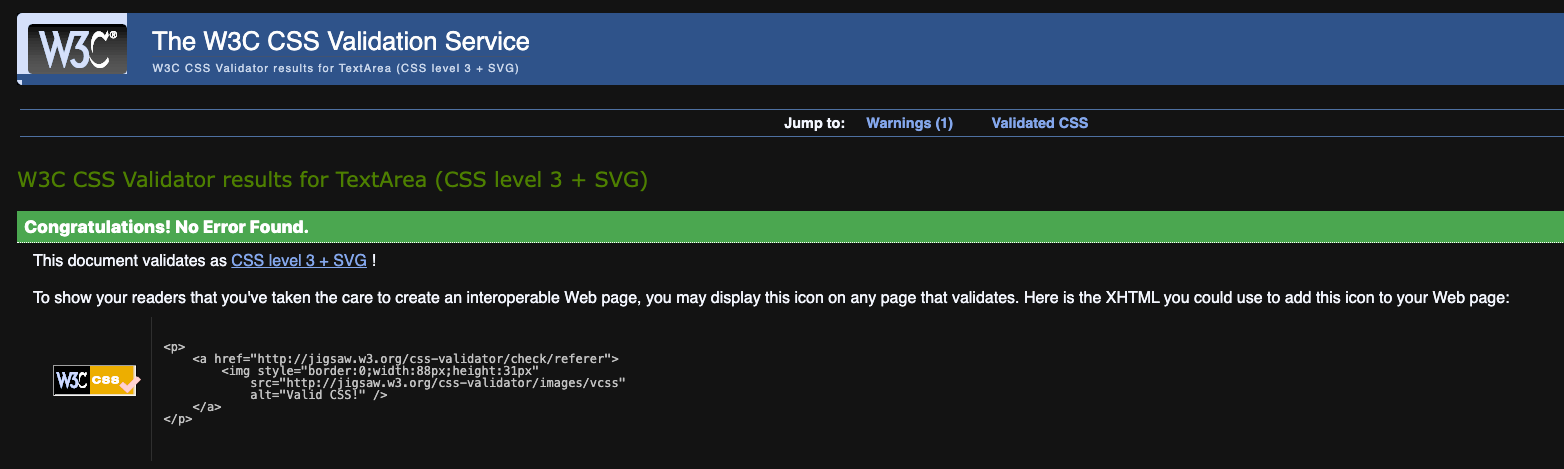 W3C®
The W3C CSS Validation Service
W3C CSS Validator results for TextArea (CSS level 3 + SVG)
Jump to: Warnings (1) Validated CSS
W3C CSS Validator results for TextArea (CSS level 3 + SVG)
Congratulations! No Error Found.
This document validates as CSS level 3 + SVG !
To show your readers that you've taken the care to create an interoperable Web page, you may display this icon on any page that validates. Here is the XHTML you could use to add this icon to your Web page:
W3C CSS
<p>
    <a href="http://jigsaw.w3.org/css-validator/check/referer">
        <img style="border:0;width:88px;height:31px"
            src="http://jigsaw.w3.org/css-validator/images/vcss"
            alt="Valid CSS!" />
    </a>
</p>